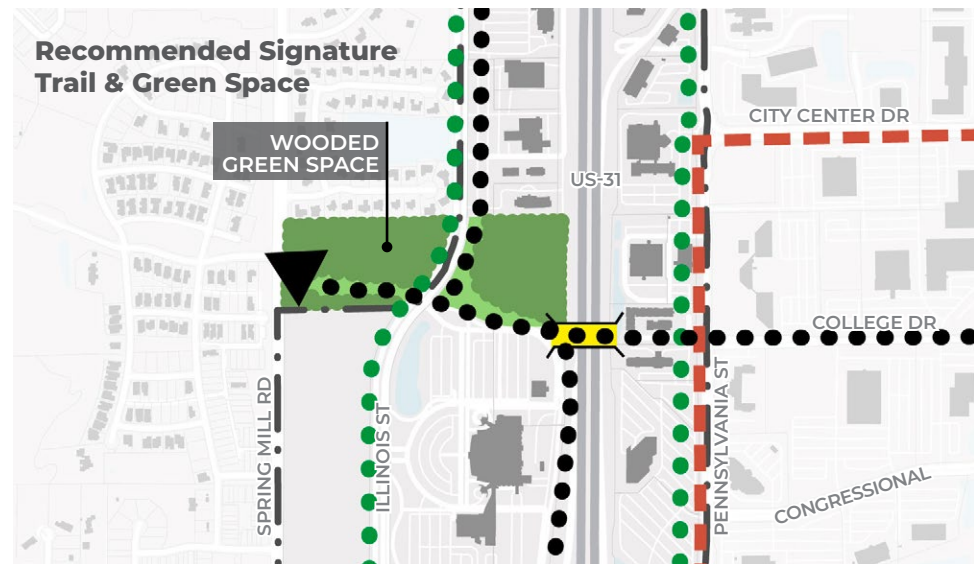 Recommended Signature
Trail & Green Space
WOODED
GREEN SPACE
CITY CENTER DR
US-31
COLLEGE DR
SPRING MILL RD
ILLINOIS ST
PENNSYLVANIA ST
CONGRESSIONAL